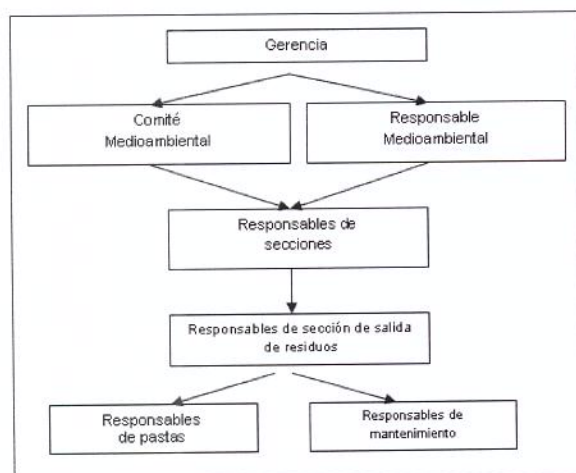 Gerencia
Comité
Medioambiental
Responsable
Medioambiental
Responsables de
secciones
Responsables de sección de salida
de residuos
Responsables
de pastas
Responsables de
mantenimiento